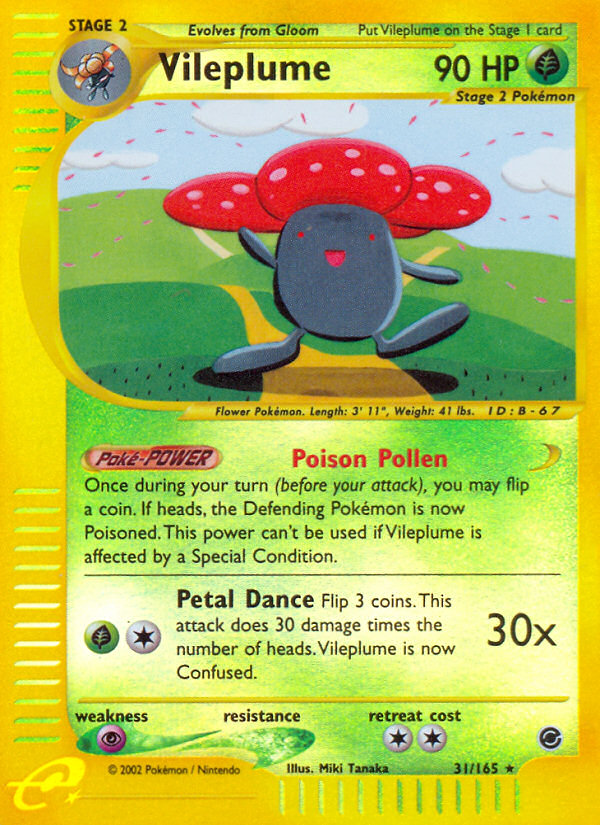 STAGE 2
Evolves from Gloom
Put Vileplume on the Stage 1 card
Vileplume
90 HP
Stage 2 Pokémon
Flower Pokémon. Length: 3' 11", Weight: 41 lbs. ID:B-67
Poké-POWER
Poison Pollen
Once during your turn (before your attack), you may flip
a coin. If heads, the Defending Pokémon is now
Poisoned. This power can't be used if Vileplume is
affected by a Special Condition.
Petal Dance Flip 3 coins. This
attack does 30 damage times the
number of heads. Vileplume is now
Confused.
30x
weakness
resistance
retreat cost
© 2002 Pokémon / Nintendo
Illus. Miki Tanaka
31/165 ★
e